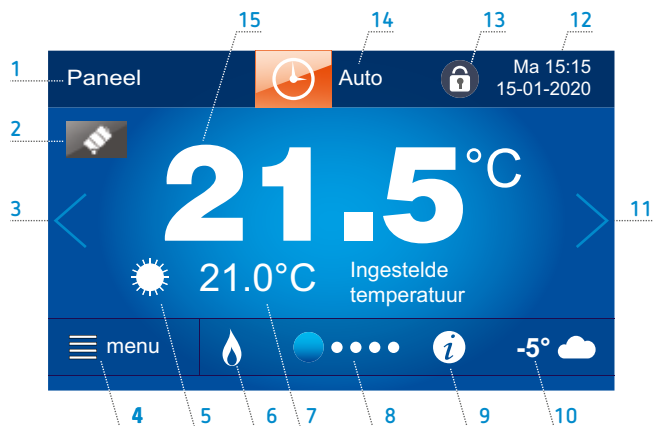 15 14 13 12
1 Paneel Auto Ma 15:15
15-01-2020
2
21.5°C
3 11
21.0°C Ingestelde
temperatuur
menu i -5°
4 5 6 7 8 9 10